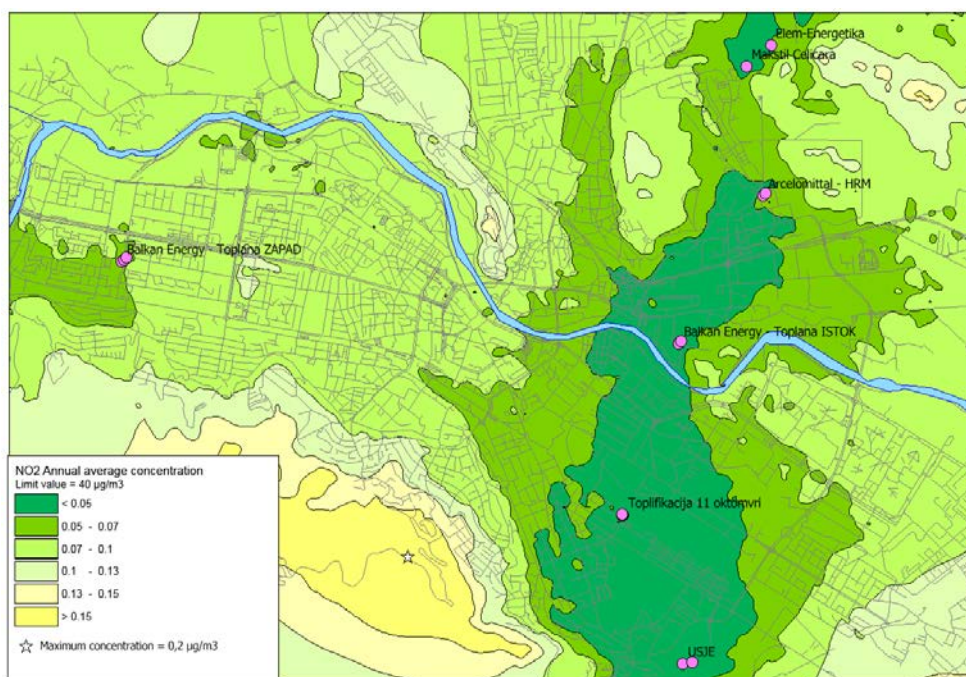 Elem-Energetika
Makstil-Celicara
Arcelomittal - HRM
Balkan Energy - Toplana ZAPAD
Balkan Energy - Toplana ISTOK
Toplifikacija 11 oktomvri
USJE
NO2 Annual average concentration
Limit value = 40 µg/m3
< 0.05
0.05 - 0.07
0.07 - 0.1
0.1 - 0.13
0.13 - 0.15
> 0.15
Maximum concentration = 0,2 µg/m3